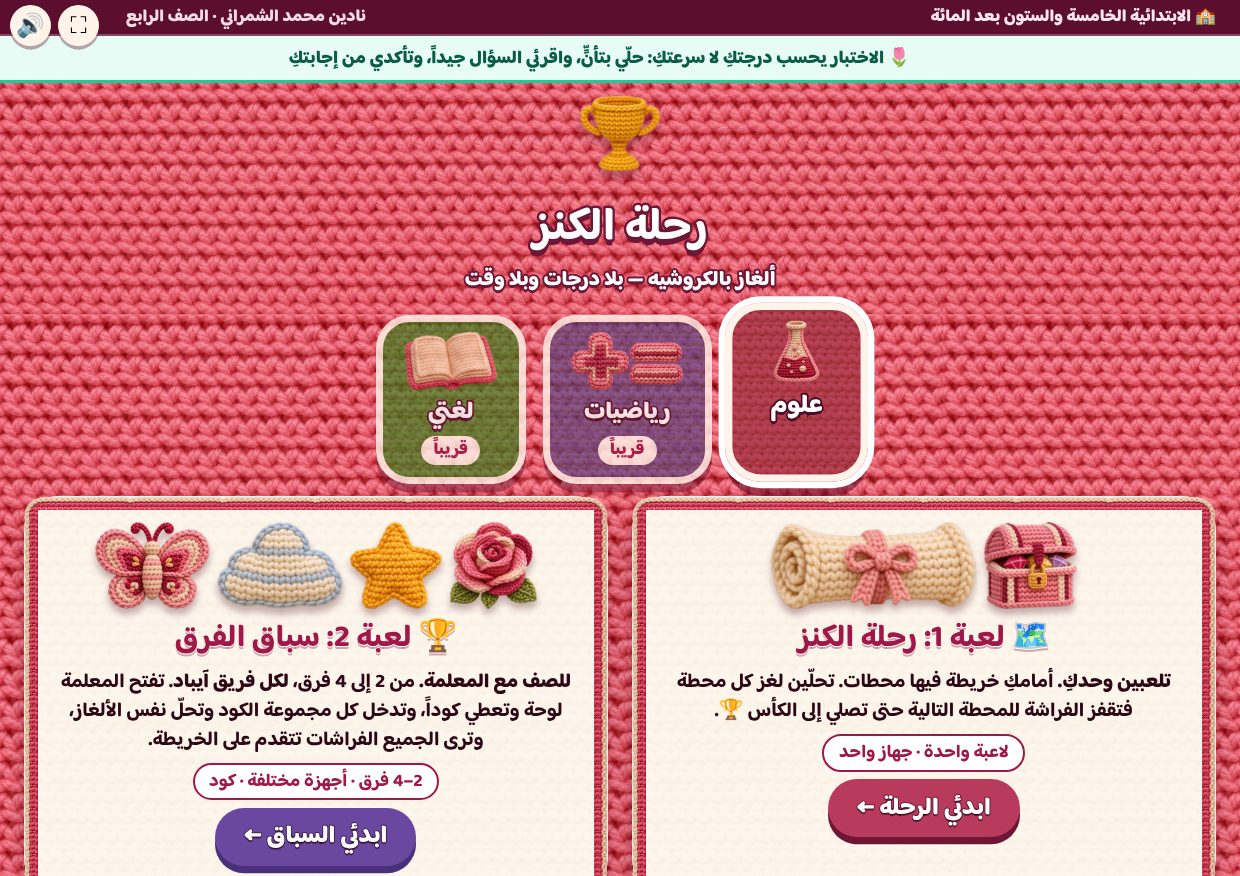 🏫 الابتدائية الخامسة والستون بعد المائة
نادين محمد الشمراني · الصف الرابع
🌷 الاختبار يحسب درجتكِ لا سرعتكِ: حلّي بتأنٍّ، واقرئي السؤال جيداً، وتأكدي من إجابتكِ
رحلة الكنز
ألغاز بالكروشيه — بلا درجات وبلا وقت
علوم
رياضيات
قريباً
لغتي
قريباً
🗺️ لعبة 1: رحلة الكنز
تلعبين وحدكِ. أمامكِ خريطة فيها محطات. تحلّين لغز كل محطة
فتقفز الفراشة للمحطة التالية حتى تصلي إلى الكأس 🏆.
لاعبة واحدة · جهاز واحد
ابدئي الرحلة ←
🏆 لعبة 2: سباق الفرق
للصف مع المعلمة. من 2 إلى 4 فرق، لكل فريق آيباد. تفتح المعلمة
لوحة وتعطي كوداً، وتدخل كل مجموعة الكود وتحلّ نفس الألغاز،
وترى الجميع الفراشات تتقدم على الخريطة.
2–4 فرق · أجهزة مختلفة · كود
ابدئي السباق ←